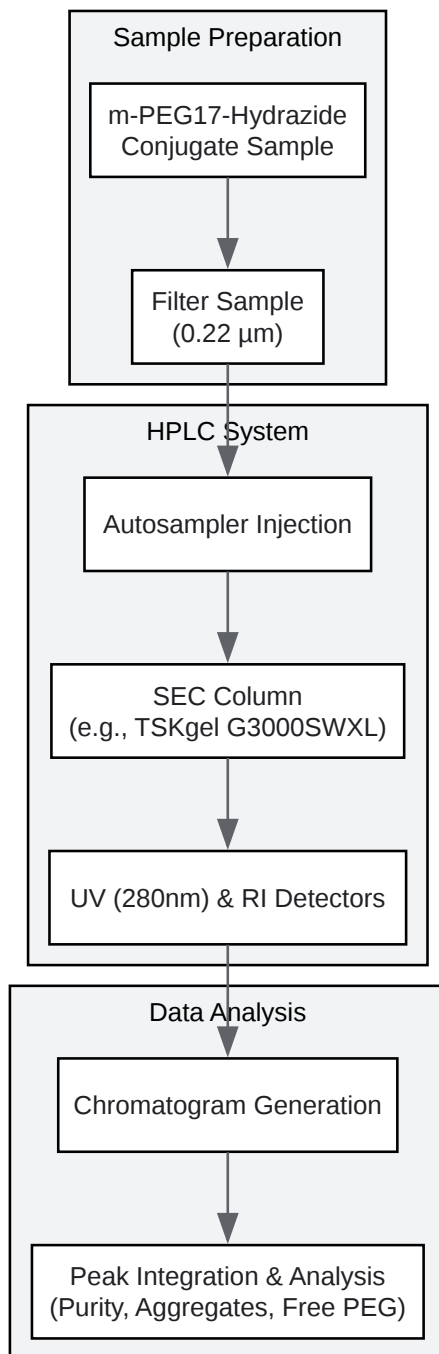 Sample Preparation
m-PEG17-Hydrazide
Conjugate Sample
Filter Sample
(0.22 µm)
HPLC System
Autosampler Injection
SEC Column
(e.g., TSKgel G3000SWXL)
UV (280nm) & RI Detectors
Data Analysis
Chromatogram Generation
Peak Integration & Analysis
(Purity, Aggregates, Free PEG)